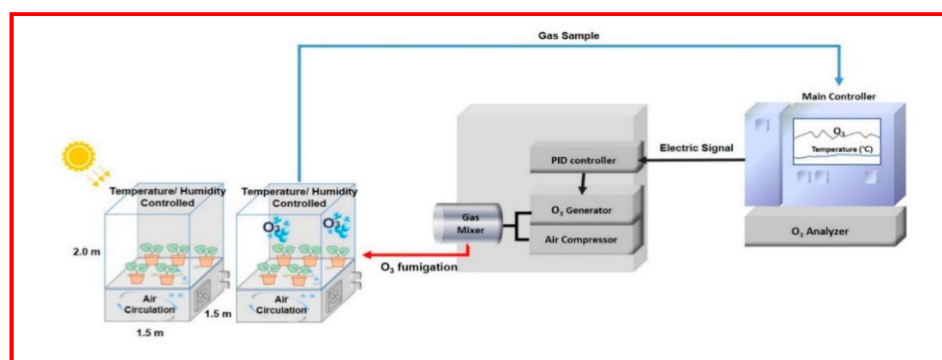 Gas Sample
Main Controller
O₃
Temperature (℃)
Electric Signal
PID controller
O₃ Generator
Air Compressor
Gas
Mixer
O₃ Analyzer
Temperature/ Humidity
Controlled
Temperature/ Humidity
Controlled
O₃
O₃
2.0 m
O₃ fumigation
Air
Circulation
Air
Circulation
1.5 m
1.5 m